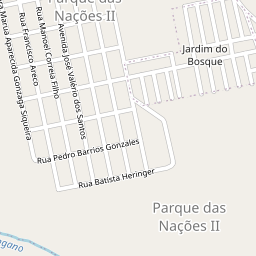 Parque das
Nações II
Rua Manoel Correia Filho
Avenida José Valério dos Santos
Rua Francisco Areco
Maria Aparecida Gonzaga Siqueira
Jardim do
Bosque
Rua Pedro Barrios Gonzales
Rua Batista Heringer
Parque das
Nações II